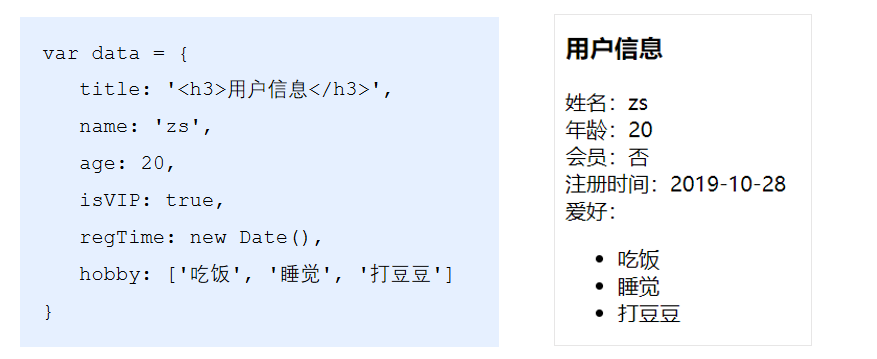 var data = {
title: '<h3>用户信息</h3>',
name: 'zs',
age: 20,
isVIP: true,
regTime: new Date(),
hobby: ['吃饭', '睡觉', '打豆豆']
}
用户信息
姓名：zs
年龄：20
会员：否
注册时间：2019-10-28
爱好：
• 吃饭
• 睡觉
• 打豆豆